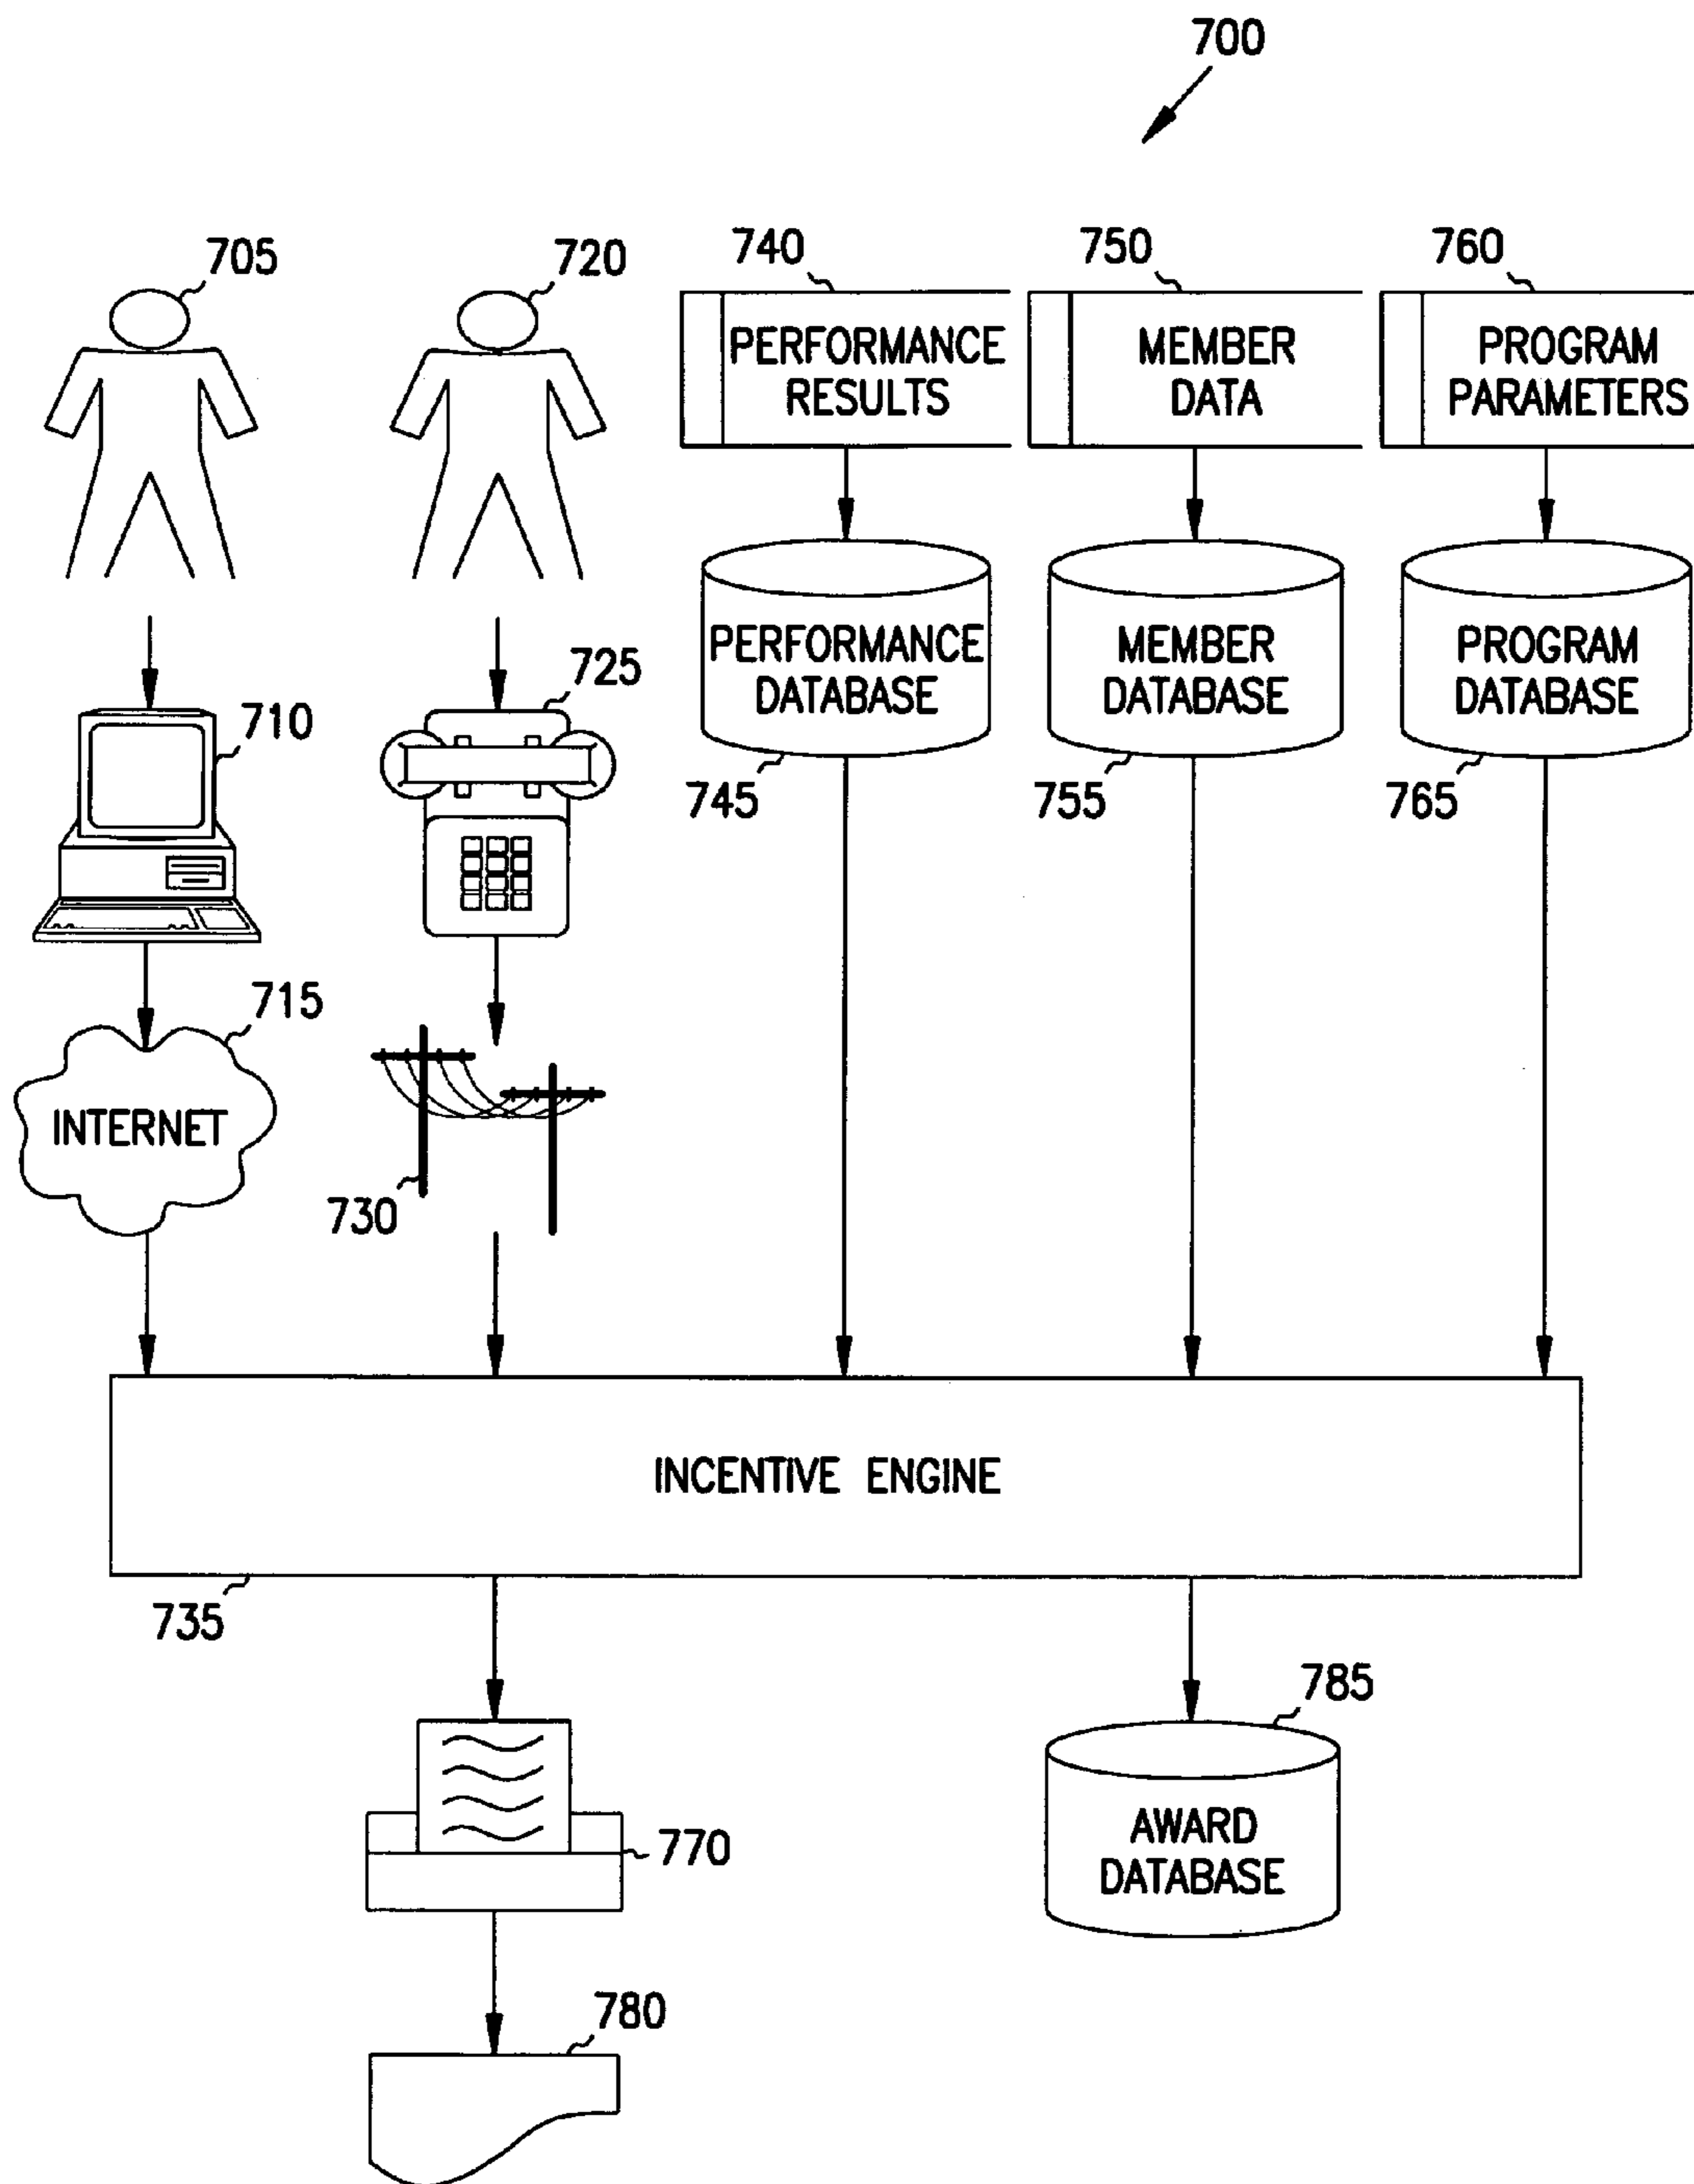 700
705
720
740
750
760
PERFORMANCE
RESULTS
MEMBER
DATA
PROGRAM
PARAMETERS
PERFORMANCE
DATABASE
MEMBER
DATABASE
PROGRAM
DATABASE
725
710
745
755
765
715
INTERNET
730
INCENTIVE ENGINE
735
785
770
AWARD
DATABASE
780